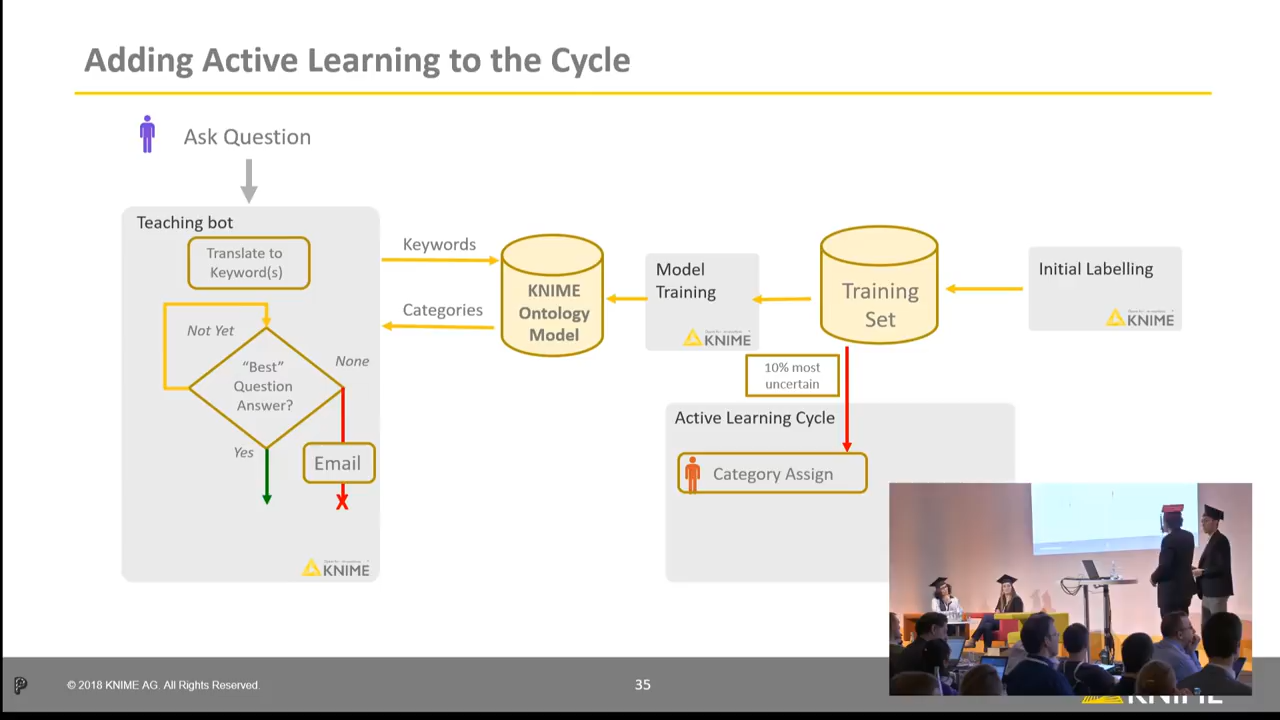 Adding Active Learning to the Cycle
Ask Question
Teaching bot
Translate to
Keyword(s)
Not Yet
"Best"
Question
Answer?
None
Yes
Email
X
KNIME
Keywords
Categories
KNIME
Ontology
Model
Model
Training
KNIME
Training
Set
Initial Labelling
KNIME
10% most
uncertain
Active Learning Cycle
Category Assign
© 2018 KNIME AG. All Rights Reserved.
35
KNIME